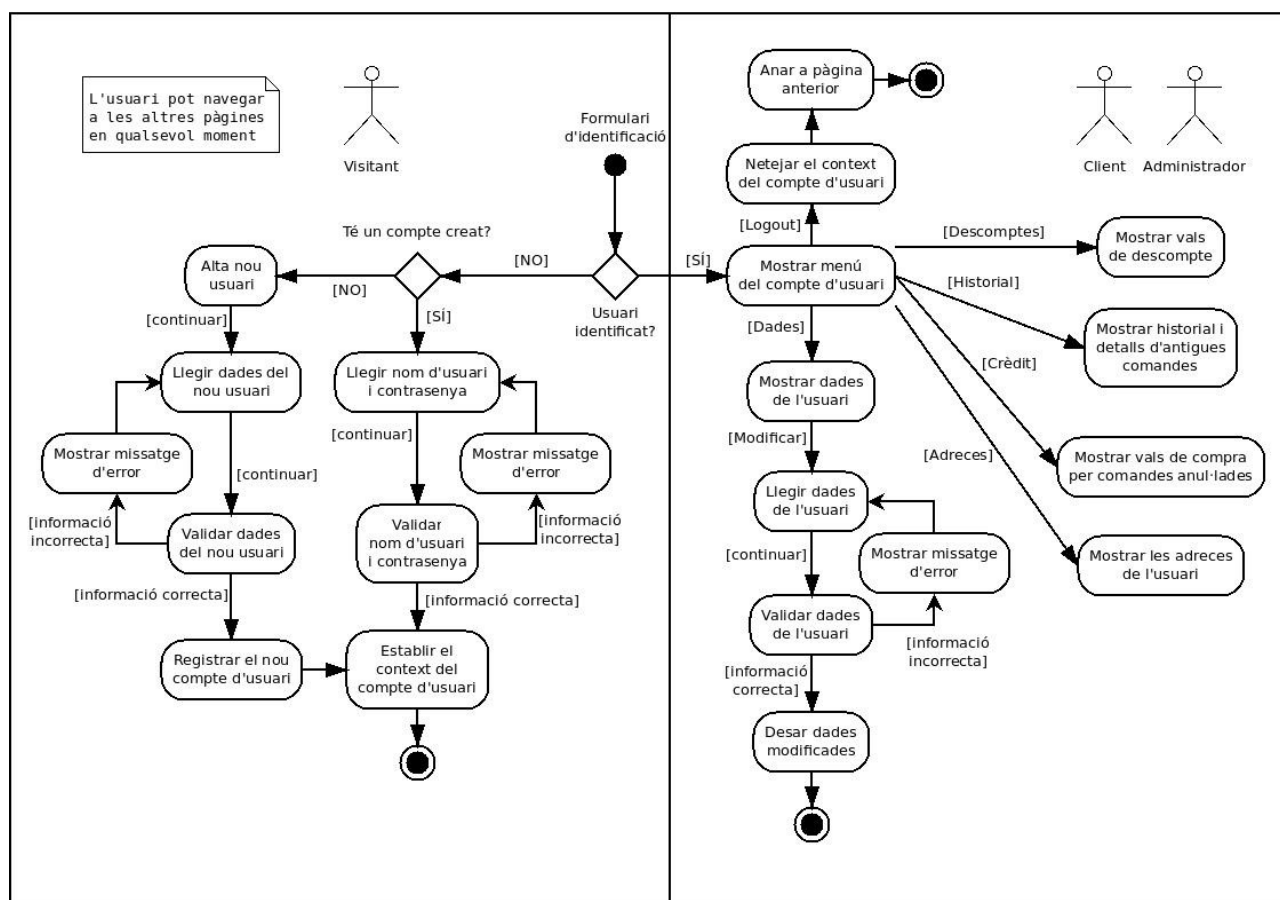 L'usuari pot navegar
a les altres pàgines
en qualsevol moment
Visitant
Formulari
d'identificació
Té un compte creat?
[NO]
Usuari
identificat?
[SÍ]
Alta nou
usuari
[NO]
[SÍ]
[continuar]
Llegir dades del
nou usuari
Llegir nom d'usuari
i contrasenya
[continuar]
Mostrar missatge
d'error
[continuar]
Mostrar missatge
d'error
[informació
incorrecta]
Validar dades
del nou usuari
Validar
nom d'usuari
i contrasenya
[informació
incorrecta]
[informació correcta]
[informació correcta]
Registrar el nou
compte d'usuari
Establir el
context del
compte d'usuari
Anar a pàgina
anterior
Netejar el context
del compte d'usuari
Client
Administrador
[Logout]
Mostrar menú
del compte d'usuari
[Descomptes]
Mostrar vals
de descompte
[Historial]
Mostrar historial i
detalls d'antigues
comandes
[Dades]
[Crèdit]
Mostrar dades
de l'usuari
[Modificar]
[Adreces]
Mostrar vals de compra
per comandes anul·lades
Llegir dades
de l'usuari
[continuar]
Mostrar missatge
d'error
Mostrar les adreces
de l'usuari
Validar dades
de l'usuari
[informació
incorrecta]
[informació
correcta]
Desar dades
modificades